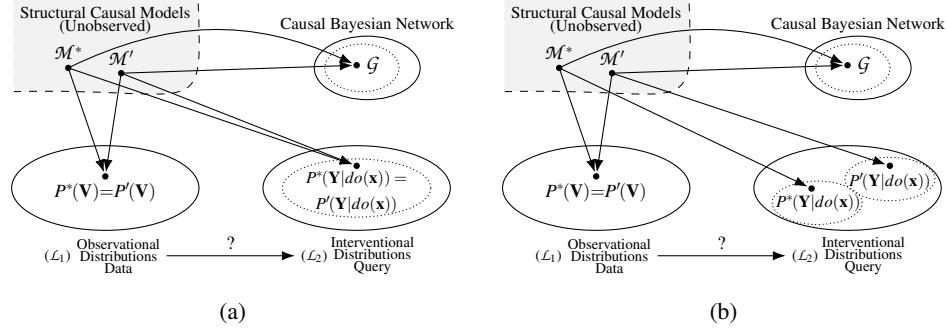 Structural Causal Models
(Unobserved)
Causal Bayesian Network
ℳ*
ℳ′
𝒢
P*(V)=P′(V)
P*(Y|do(x)) =
P′(Y|do(x))
(ℒ₁) Observational
Distributions
Data
?
(ℒ₂) Interventional
Distributions
Query
(a)
Structural Causal Models
(Unobserved)
Causal Bayesian Network
ℳ*
ℳ′
𝒢
P*(V)=P′(V)
P′(Y|do(x))
P*(Y|do(x))
(ℒ₁) Observational
Distributions
Data
?
(ℒ₂) Interventional
Distributions
Query
(b)